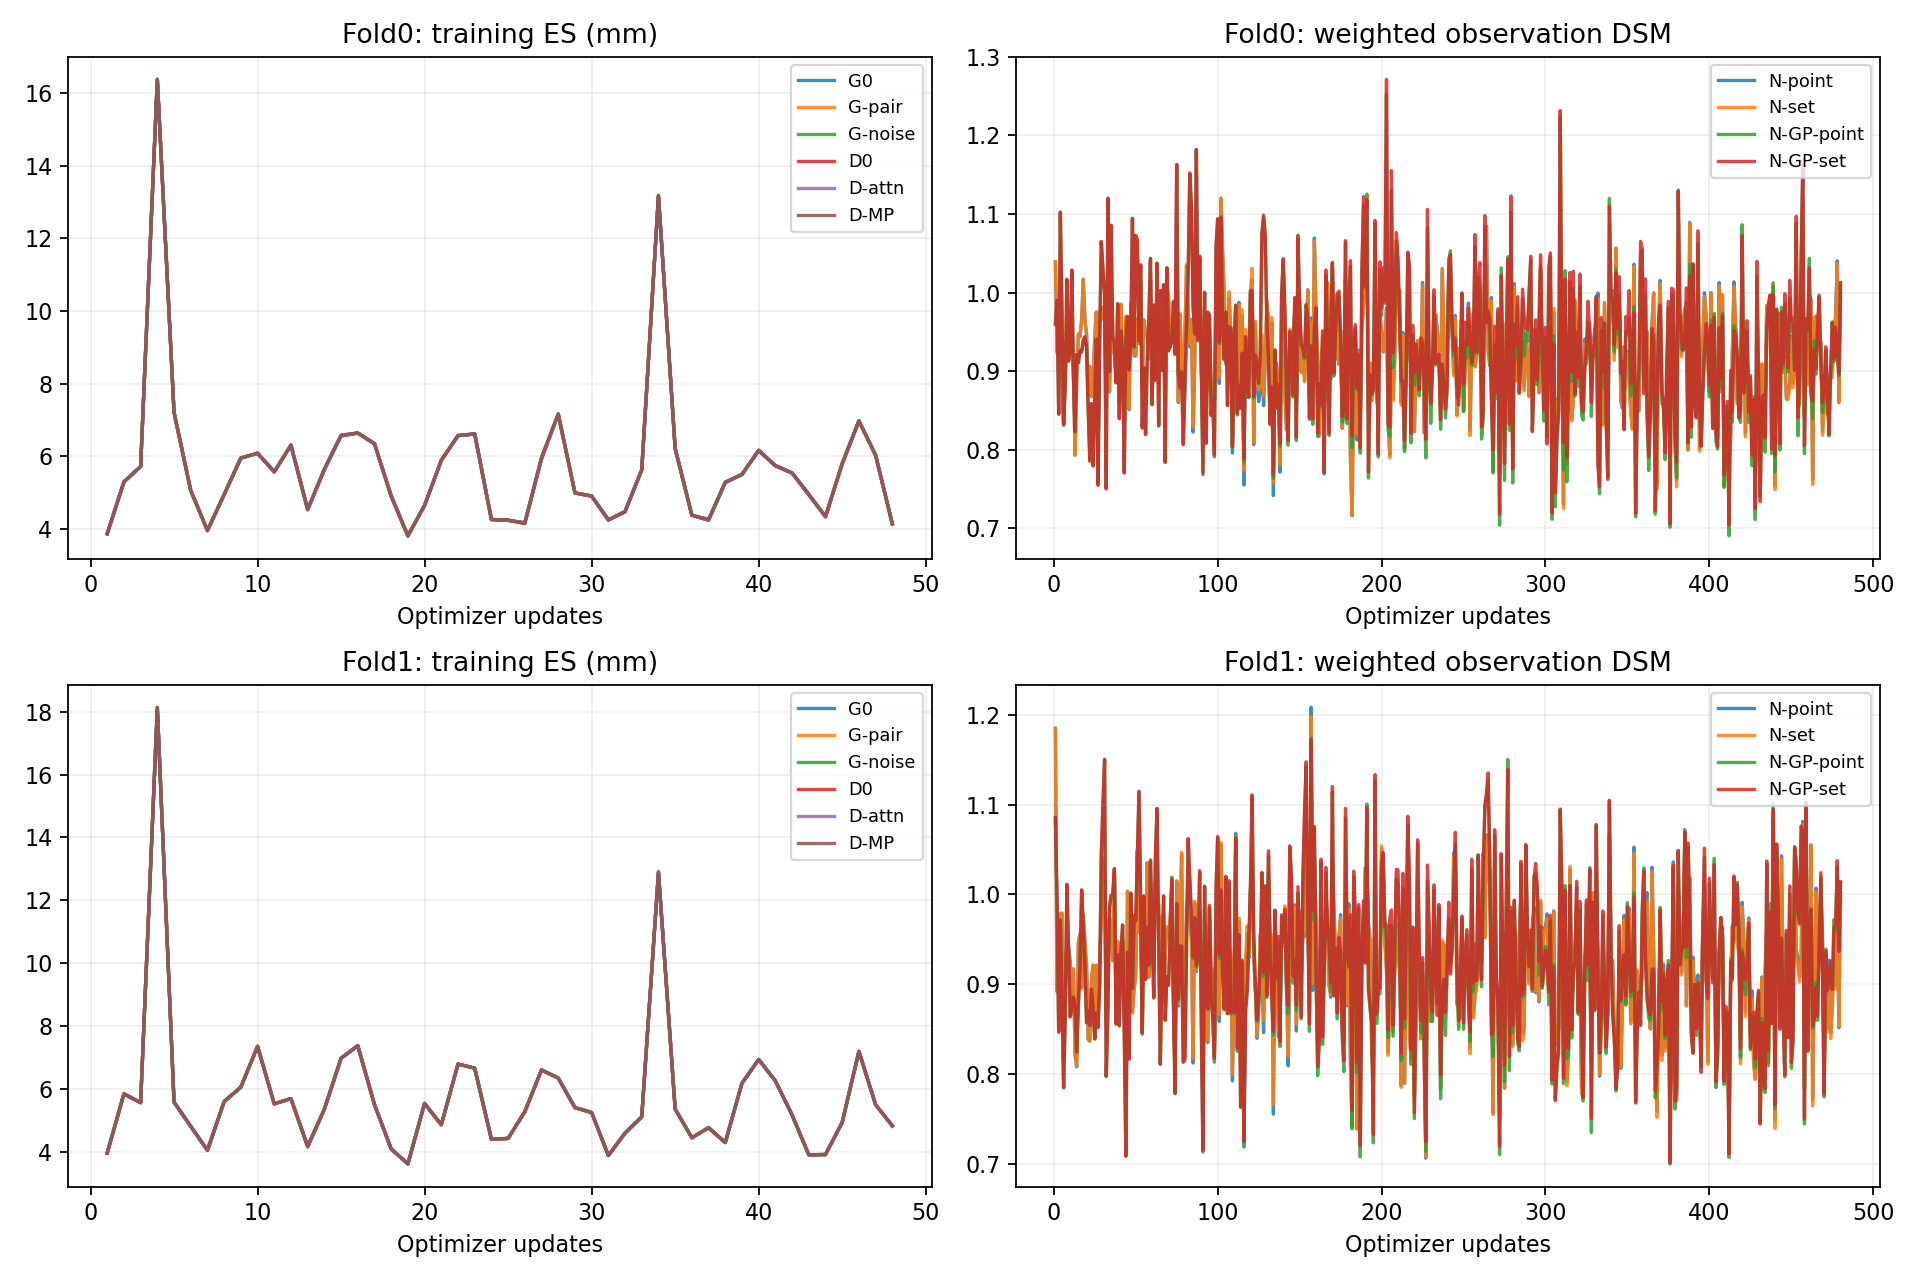 Fold0: training ES (mm)
16
14
12
10
8
6
4
0
10
20
30
40
50
Optimizer updates
G0
G-pair
G-noise
D0
D-attn
D-MP
Fold0: weighted observation DSM
1.3
1.2
1.1
1.0
0.9
0.8
0.7
0
100
200
300
400
500
Optimizer updates
N-point
N-set
N-GP-point
N-GP-set
Fold1: training ES (mm)
18
16
14
12
10
8
6
4
0
10
20
30
40
50
Optimizer updates
G0
G-pair
G-noise
D0
D-attn
D-MP
Fold1: weighted observation DSM
1.2
1.1
1.0
0.9
0.8
0.7
0
100
200
300
400
500
Optimizer updates
N-point
N-set
N-GP-point
N-GP-set